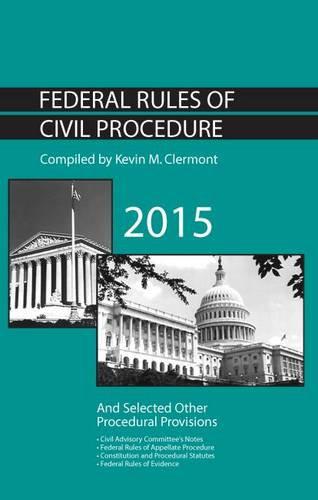 FEDERAL RULES OF
CIVIL PROCEDURE
Compiled by Kevin M. Clermont
2015
And Selected Other
Procedural Provisions
• Civil Advisory Committee's Notes
• Federal Rules of Appellate Procedure
• Constitution and Procedural Statutes
• Federal Rules of Evidence